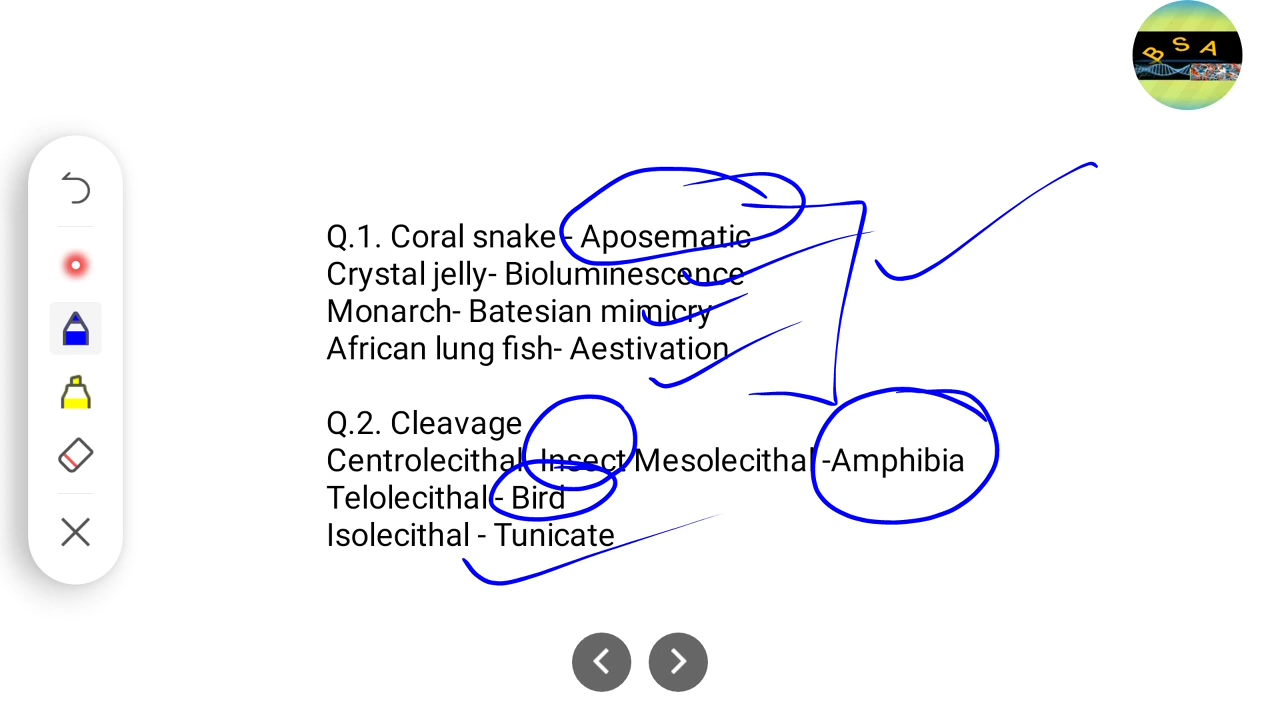 B S A
Q.1. Coral snake - Aposematic
Crystal jelly- Bioluminescence
Monarch- Batesian mimicry
African lung fish- Aestivation
Q.2. Cleavage
Centrolecithal- Insect Mesolecithal -Amphibia
Telolecithal - Bird
Isolecithal - Tunicate